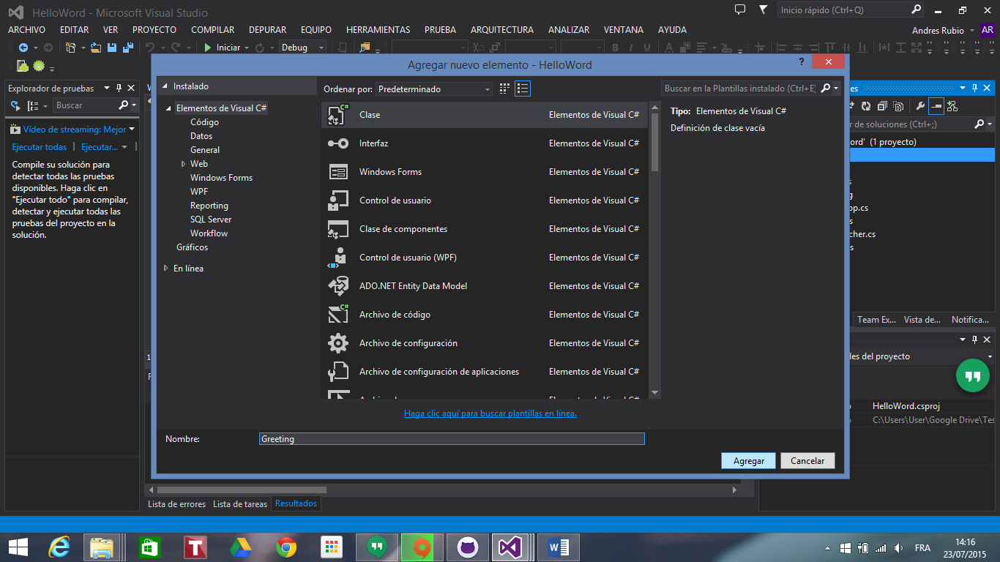 HelloWord - Microsoft Visual Studio
Inicio rápido (Ctrl+Q)
ARCHIVO EDITAR VER PROYECTO COMPILAR DEPURAR EQUIPO HERRAMIENTAS PRUEBA ARQUITECTURA ANALIZAR VENTANA AYUDA
Andres Rubio AR
Iniciar Debug
Agregar nuevo elemento - HelloWord
Explorador de pruebas
Buscar
Vídeo de streaming: Mejor
Ejecutar todas | Ejecutar...
Compile su solución para
detectar todas las pruebas
disponibles. Haga clic en
"Ejecutar todo" para compilar,
detectar y ejecutar todas las
pruebas del proyecto en la
solución.
Instalado
Elementos de Visual C#
Código
Datos
General
Web
Windows Forms
WPF
Reporting
SQL Server
Workflow
Gráficos
En línea
Ordenar por: Predeterminado
Clase Elementos de Visual C#
Interfaz Elementos de Visual C#
Windows Forms Elementos de Visual C#
Control de usuario Elementos de Visual C#
Clase de componentes Elementos de Visual C#
Control de usuario (WPF) Elementos de Visual C#
ADO.NET Entity Data Model Elementos de Visual C#
Archivo de código Elementos de Visual C#
Archivo de configuración Elementos de Visual C#
Archivo de configuración de aplicaciones Elementos de Visual C#
Haga clic aquí para buscar plantillas en línea.
Buscar en la Plantillas instalado (Ctrl+E)
Tipo: Elementos de Visual C#
Definición de clase vacía
Nombre: Greeting
Agregar Cancelar
es
r de soluciones (Ctrl+;)
ord' (1 proyecto)
s
g
pp.cs
s
cher.cs
s
Team Ex... Vista de... Notifica...
les del proyecto
HelloWord.csproj
C:\Users\User\Google Drive\Tes
Lista de errores Lista de tareas Resultados
FRA
14:16
23/07/2015